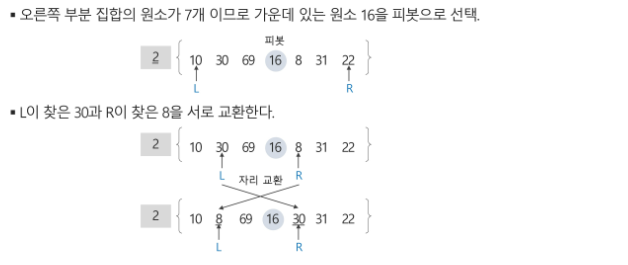 ▪ 오른쪽 부분 집합의 원소가 7개 이므로 가운데 있는 원소 16을 피봇으로 선택.
피봇
2 { 10 30 69 16 8 31 22 }
L R
▪ L이 찾은 30과 R이 찾은 8을 서로 교환한다.
2 { 10 30 69 16 8 31 22 }
L 자리 교환 R
2 { 10 8 69 16 30 31 22 }
L R